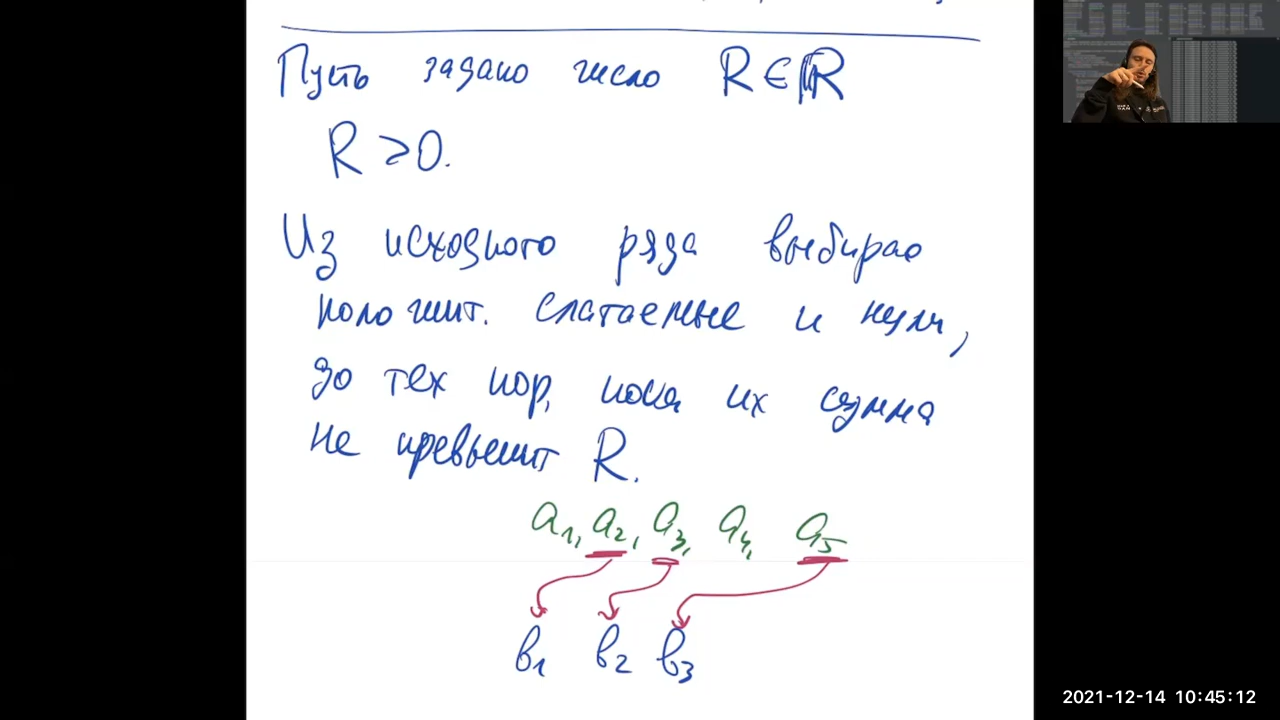 Пусть задано число R ∈ ℝ
R ≥ 0.
Из исходного ряда выбирае
положит. слагаемые и нули,
до тех пор, пока их сумма
не превысит R.
a1, a2, a3, a4, a5
b1 b2 b3
2021-12-14 10:45:12